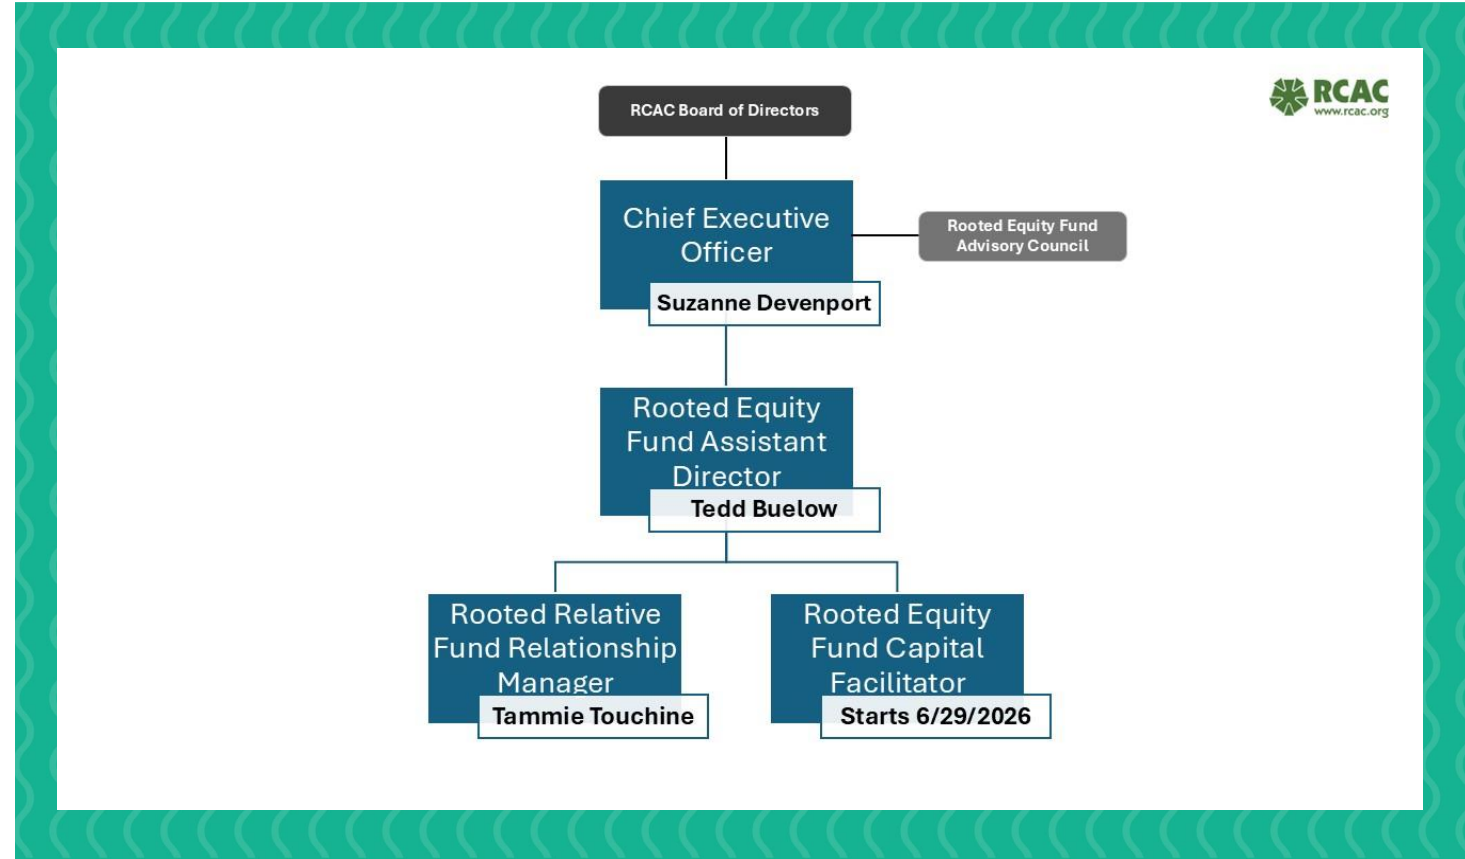 RCAC Board of Directors
RCAC
www.rcac.org
Chief Executive
Officer
Suzanne Devenport
Rooted Equity Fund
Advisory Council
Rooted Equity
Fund Assistant
Director
Tedd Buelow
Rooted Relative
Fund Relationship
Manager
Tammie Touchine
Rooted Equity
Fund Capital
Facilitator
Starts 6/29/2026